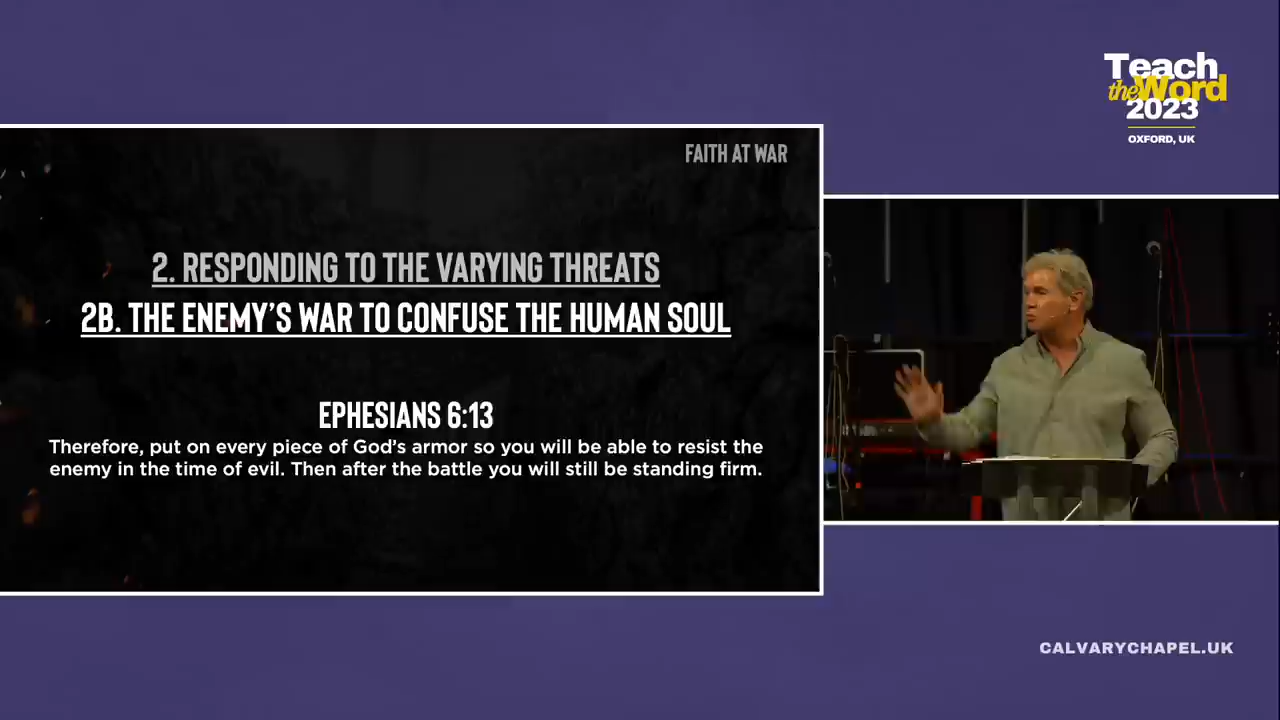 Teach
the Word
2023
OXFORD, UK
FAITH AT WAR
2. RESPONDING TO THE VARYING THREATS
2B. THE ENEMY'S WAR TO CONFUSE THE HUMAN SOUL
EPHESIANS 6:13
Therefore, put on every piece of God's armor so you will be able to resist the
enemy in the time of evil. Then after the battle you will still be standing firm.
CALVARYCHAPEL.UK